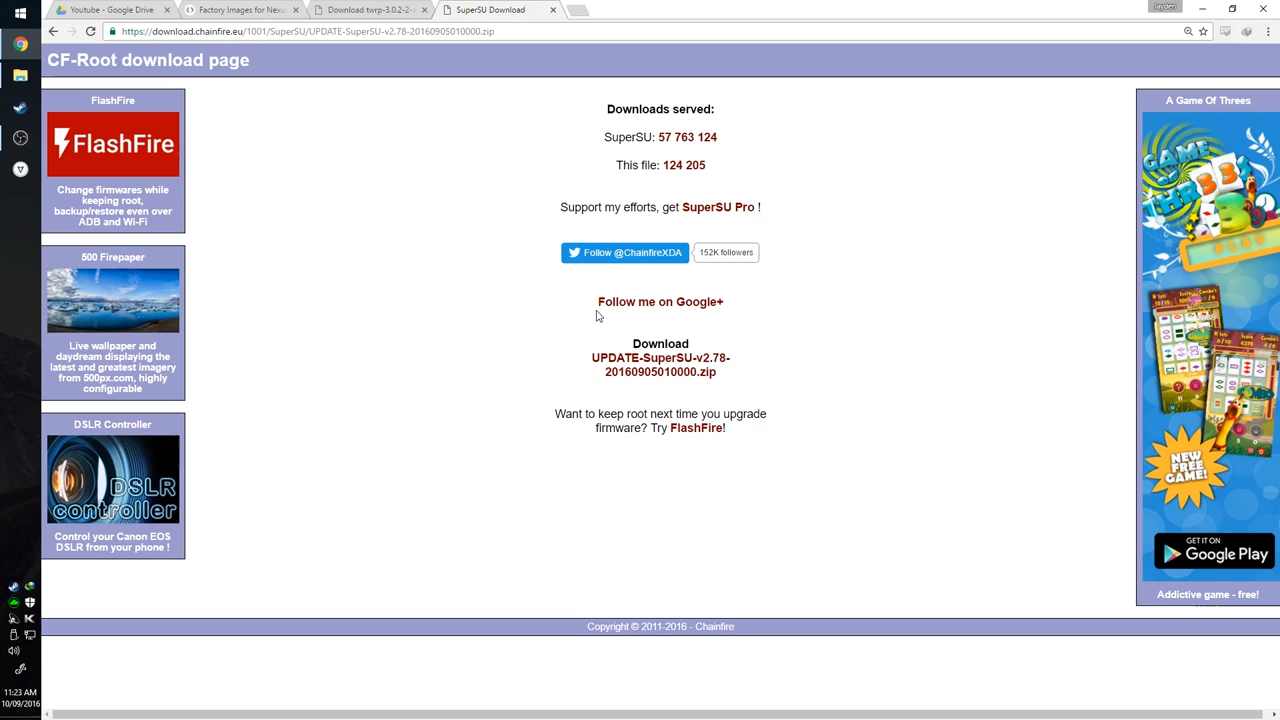 Youtube - Google Drive
Factory Images for Nexu
Download twrp-3.0.2-2-
SuperSU Download
Jayden
https://download.chainfire.eu/1001/SuperSU/UPDATE-SuperSU-v2.78-20160905010000.zip
CF-Root download page
FlashFire
FlashFire
Change firmwares while
keeping root,
backup/restore even over
ADB and Wi-Fi
500 Firepaper
Live wallpaper and
daydream displaying the
latest and greatest imagery
from 500px.com, highly
configurable
DSLR Controller
DSLR
controller
Control your Canon EOS
DSLR from your phone !
Downloads served:
SuperSU: 57 763 124
This file: 124 205
Support my efforts, get SuperSU Pro !
Follow @ChainfireXDA
152K followers
Follow me on Google+
Download
UPDATE-SuperSU-v2.78-
20160905010000.zip
Want to keep root next time you upgrade
firmware? Try FlashFire!
A Game Of Threes
GAME
OF
NEW
FREE
GAME!
GET IT ON
Google Play
Addictive game - free!
Copyright © 2011-2016 - Chainfire
11:23 AM
10/09/2016